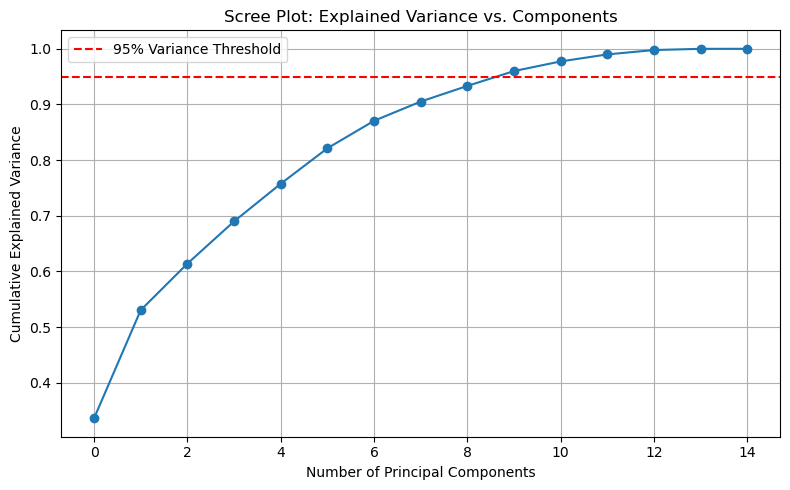 Scree Plot: Explained Variance vs. Components
95% Variance Threshold
Cumulative Explained Variance
1.0
0.9
0.8
0.7
0.6
0.5
0.4
0 2 4 6 8 10 12 14
Number of Principal Components